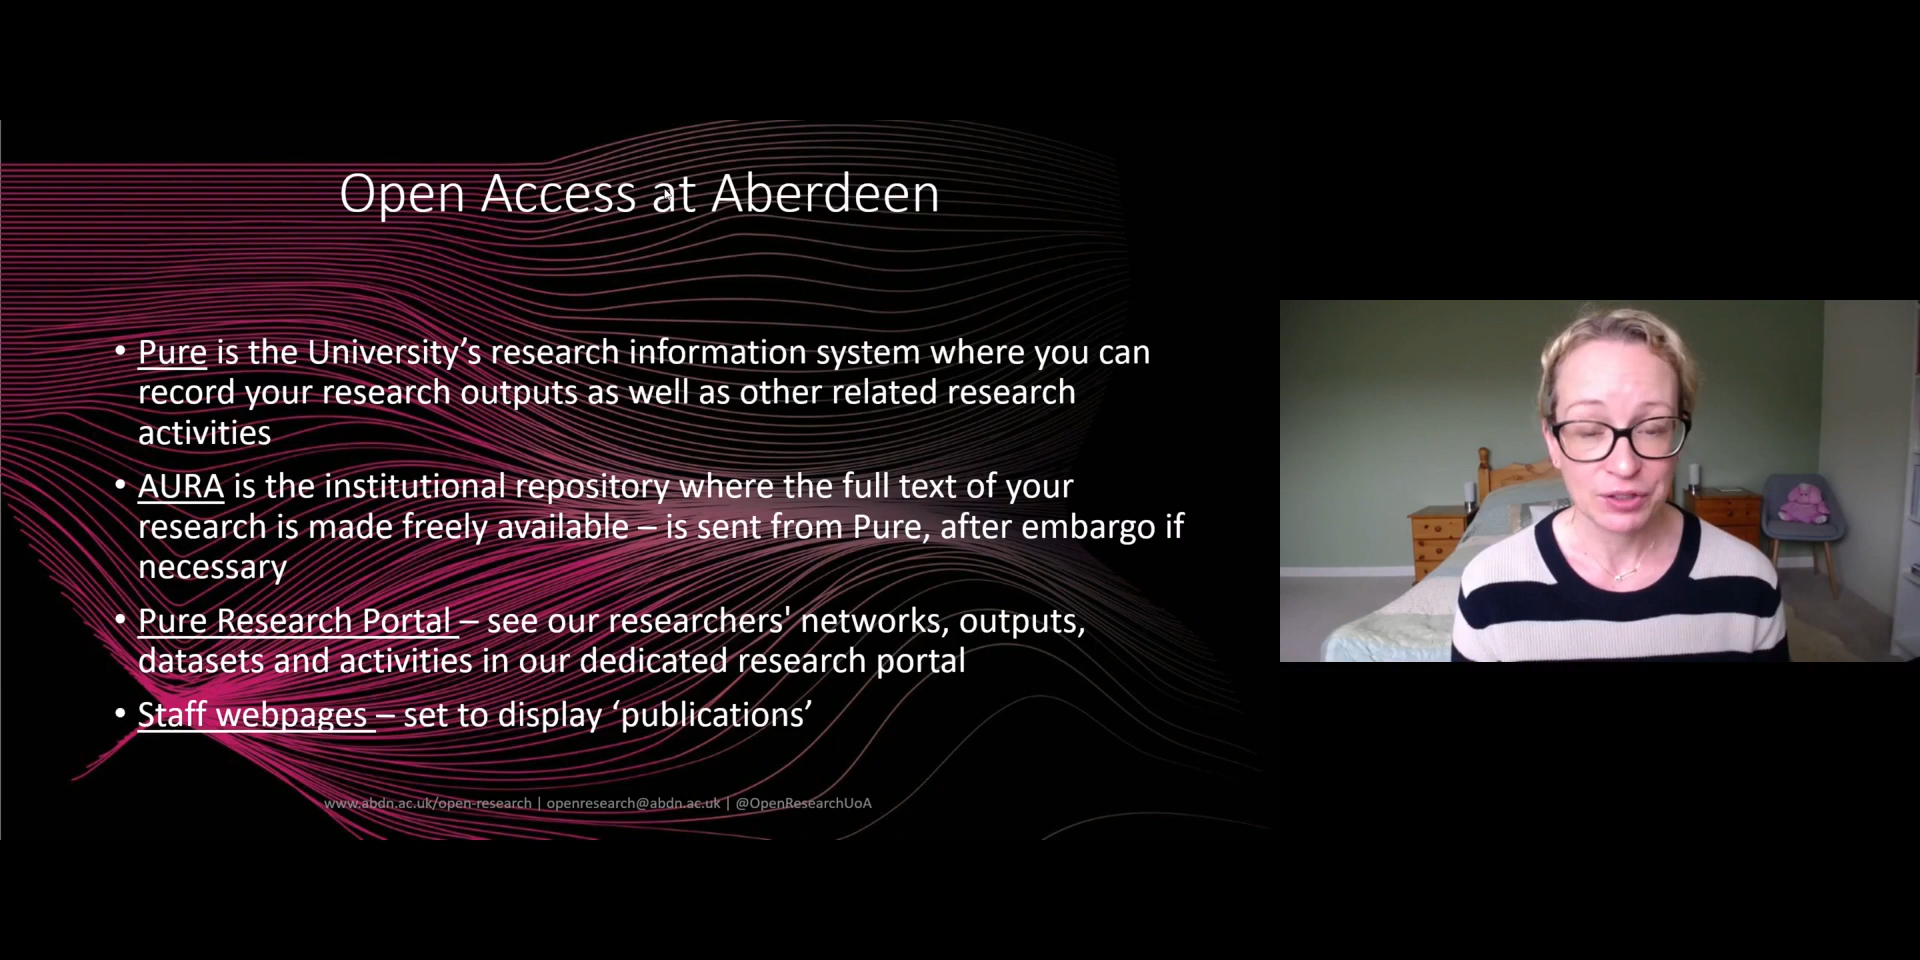 Open Access at Aberdeen
• Pure is the University’s research information system where you can
record your research outputs as well as other related research
activities
• AURA is the institutional repository where the full text of your
research is made freely available – is sent from Pure, after embargo if
necessary
• Pure Research Portal – see our researchers' networks, outputs,
datasets and activities in our dedicated research portal
• Staff webpages – set to display ‘publications’
www.abdn.ac.uk/open-research | openresearch@abdn.ac.uk | @OpenResearchUoA